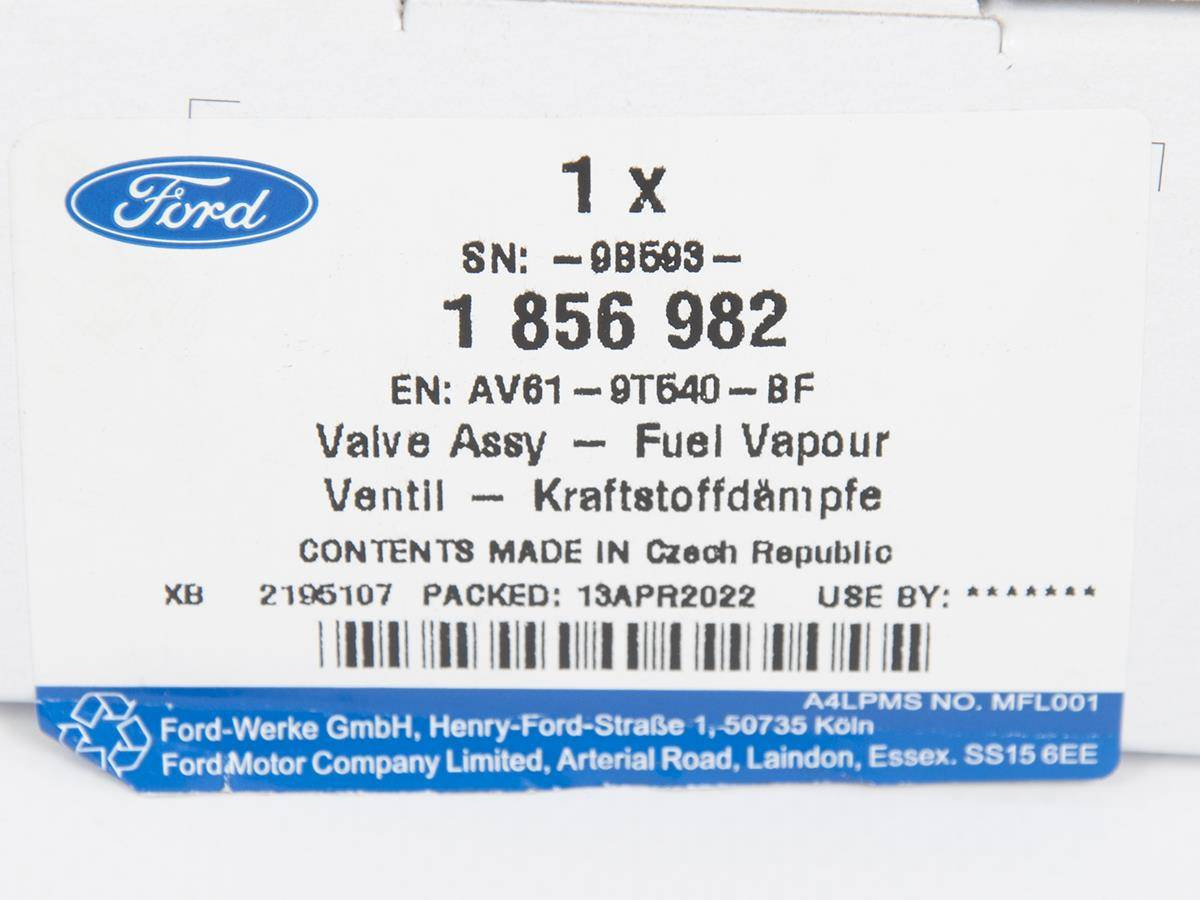 Ford
1 x
SN: -9B593-
1 856 982
EN: AV61-9T540-BF
Valve Assy - Fuel Vapour
Ventil - Kraftstoffdämpfe
CONTENTS MADE IN Czech Republic
XB 2195107 PACKED: 13APR2022 USE BY: *******
A4LPMS NO. MFL001
Ford-Werke GmbH, Henry-Ford-Straße 1,-50735 Köln
Ford Motor Company Limited, Arterial Road, Laindon, Essex. SS15 6EE